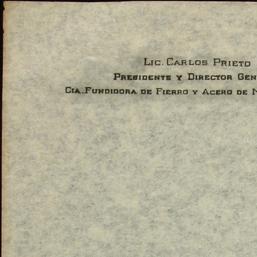 Lic. Carlos Prieto
Presidente y Director Gen
Cia. Fundidora de Fierro y Acero de M